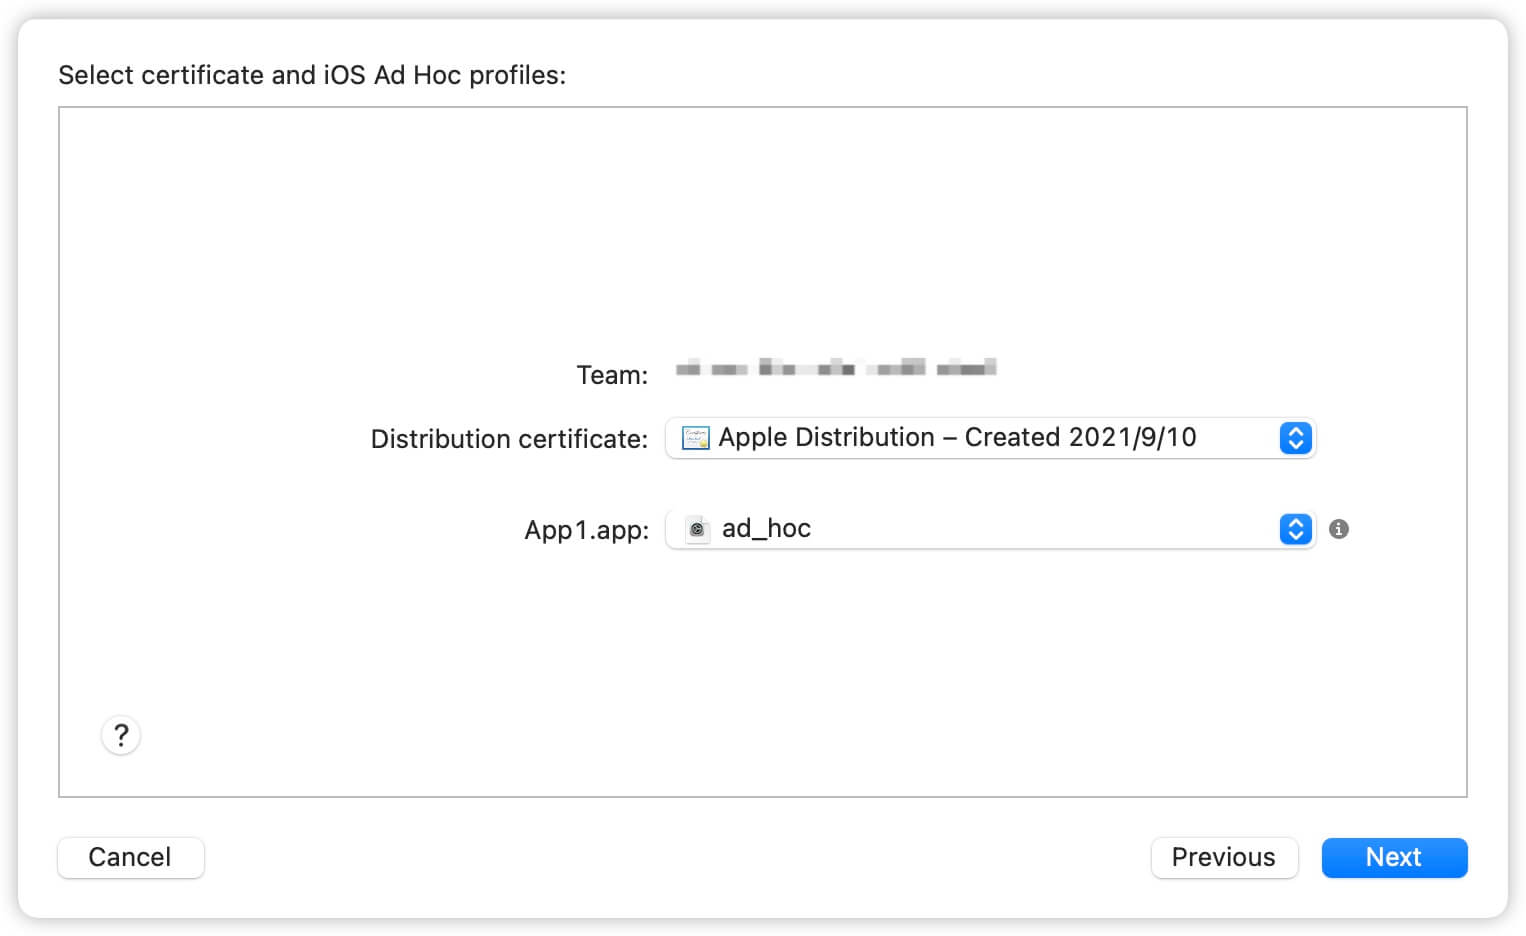 Select certificate and iOS Ad Hoc profiles:
Team:
Distribution certificate: Apple Distribution – Created 2021/9/10
App1.app: ad_hoc
?
Cancel Previous Next